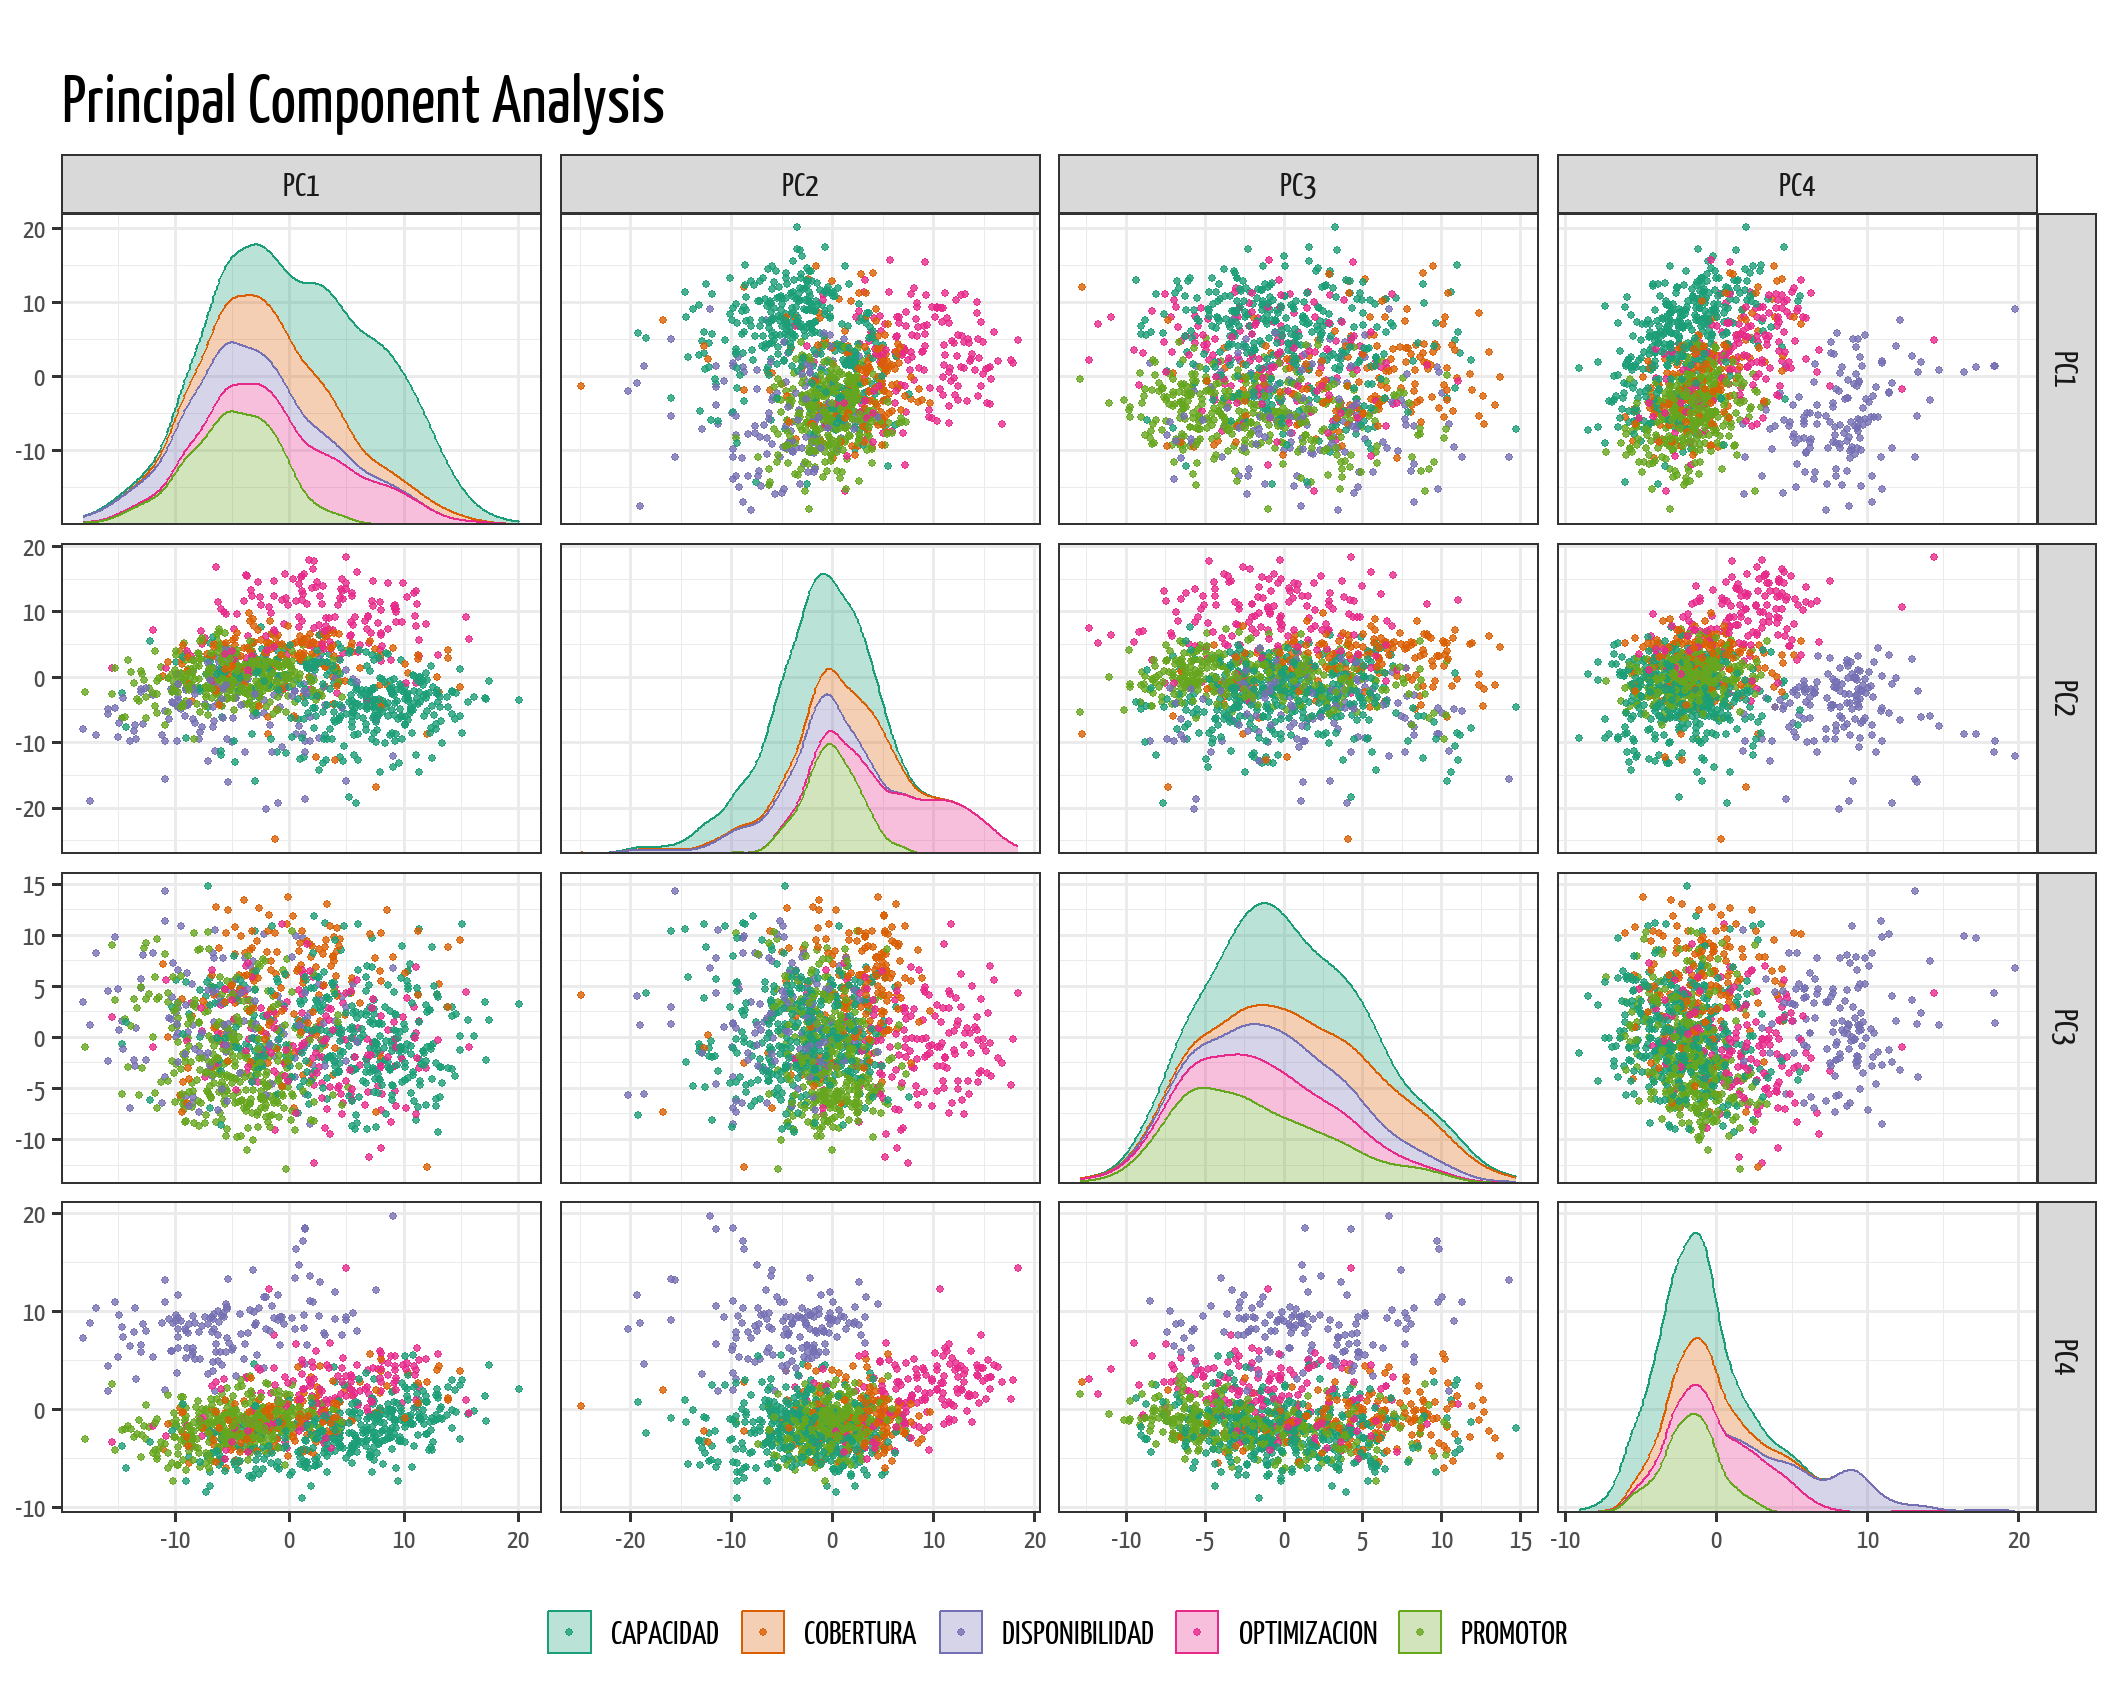 Principal Component Analysis
PC1 PC2 PC3 PC4
20
10
0
-10
PC1
20
10
0
-10
-20
PC2
15
10
5
0
-5
-10
PC3
20
10
0
-10
PC4
-10 0 10 20 -20 -10 0 10 20 -10 -5 0 5 10 15 -10 0 10 20
CAPACIDAD COBERTURA DISPONIBILIDAD OPTIMIZACION PROMOTOR